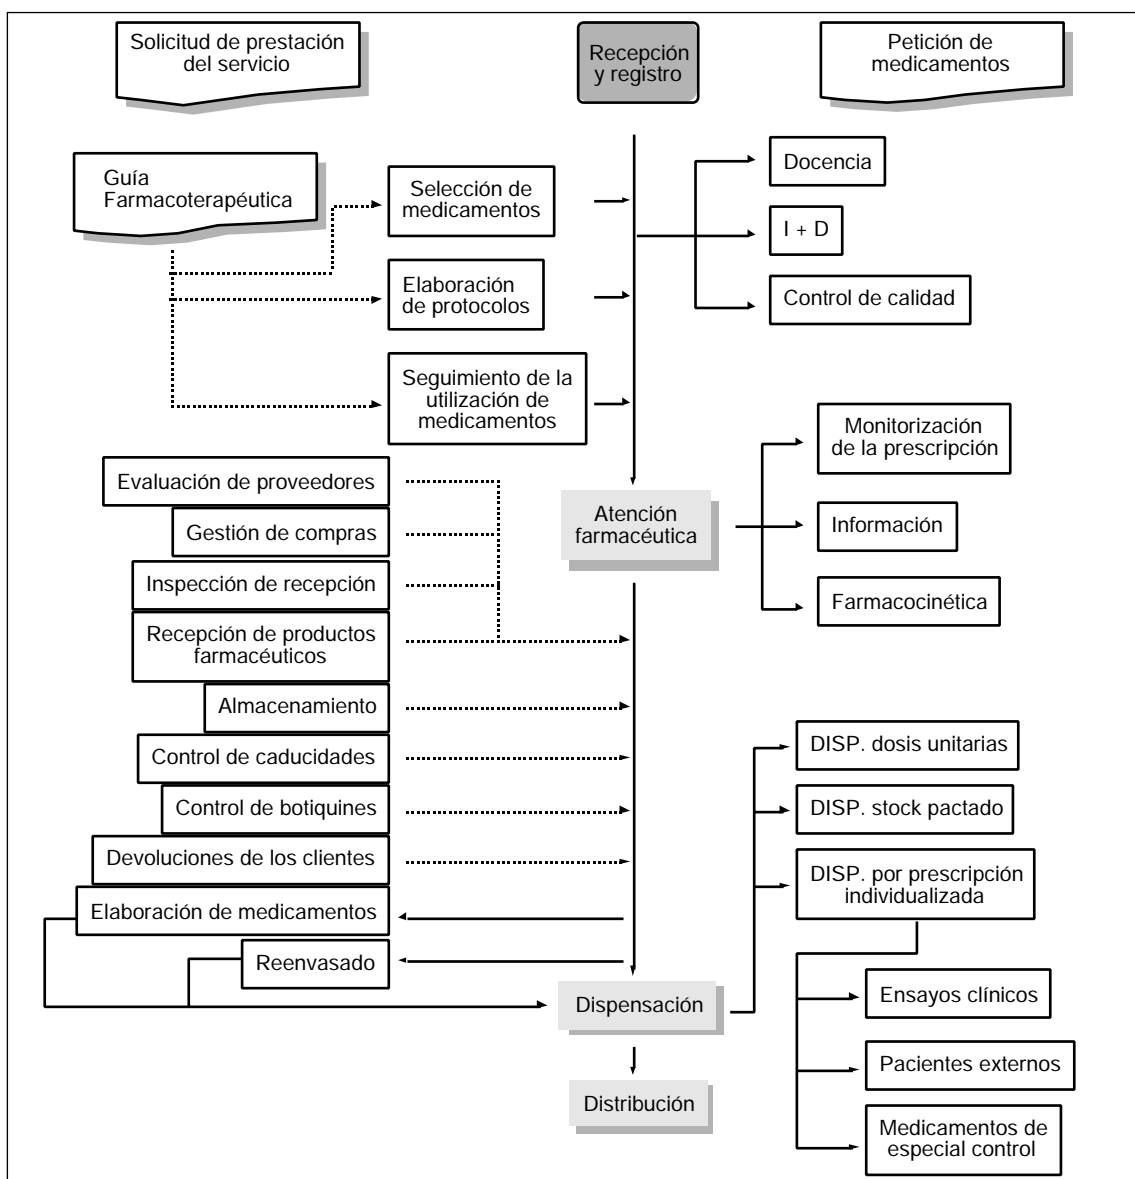 Solicitud de prestación
del servicio
Recepción
y registro
Petición de
medicamentos
Guía
Farmacoterapéutica
Selección de
medicamentos
Elaboración
de protocolos
Seguimiento de la
utilización de
medicamentos
Docencia
I + D
Control de calidad
Evaluación de proveedores
Gestión de compras
Inspección de recepción
Recepción de productos
farmacéuticos
Almacenamiento
Control de caducidades
Control de botiquines
Devoluciones de los clientes
Elaboración de medicamentos
Reenvasado
Atención
farmacéutica
Monitorización
de la prescripción
Información
Farmacocinética
DISP. dosis unitarias
DISP. stock pactado
DISP. por prescripción
individualizada
Dispensación
Distribución
Ensayos clínicos
Pacientes externos
Medicamentos de
especial control